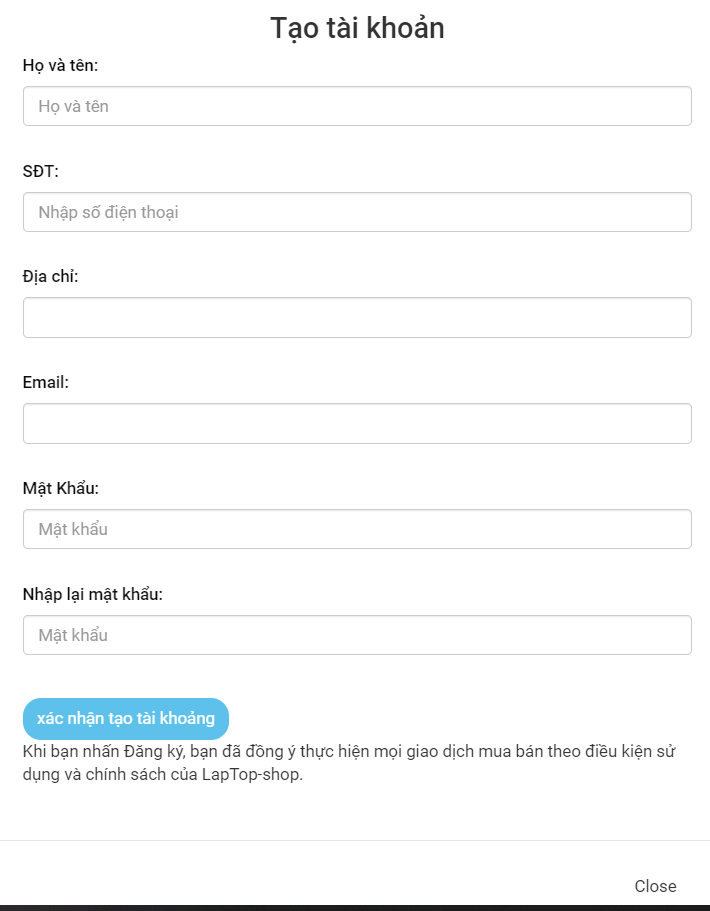 Tạo tài khoản
Họ và tên:
Họ và tên
SĐT:
Nhập số điện thoại
Địa chỉ:
Email:
Mật Khẩu:
Mật khẩu
Nhập lại mật khẩu:
Mật khẩu
xác nhận tạo tài khoảng
Khi bạn nhấn Đăng ký, bạn đã đồng ý thực hiện mọi giao dịch mua bán theo điều kiện sử
dụng và chính sách của LapTop-shop.
Close